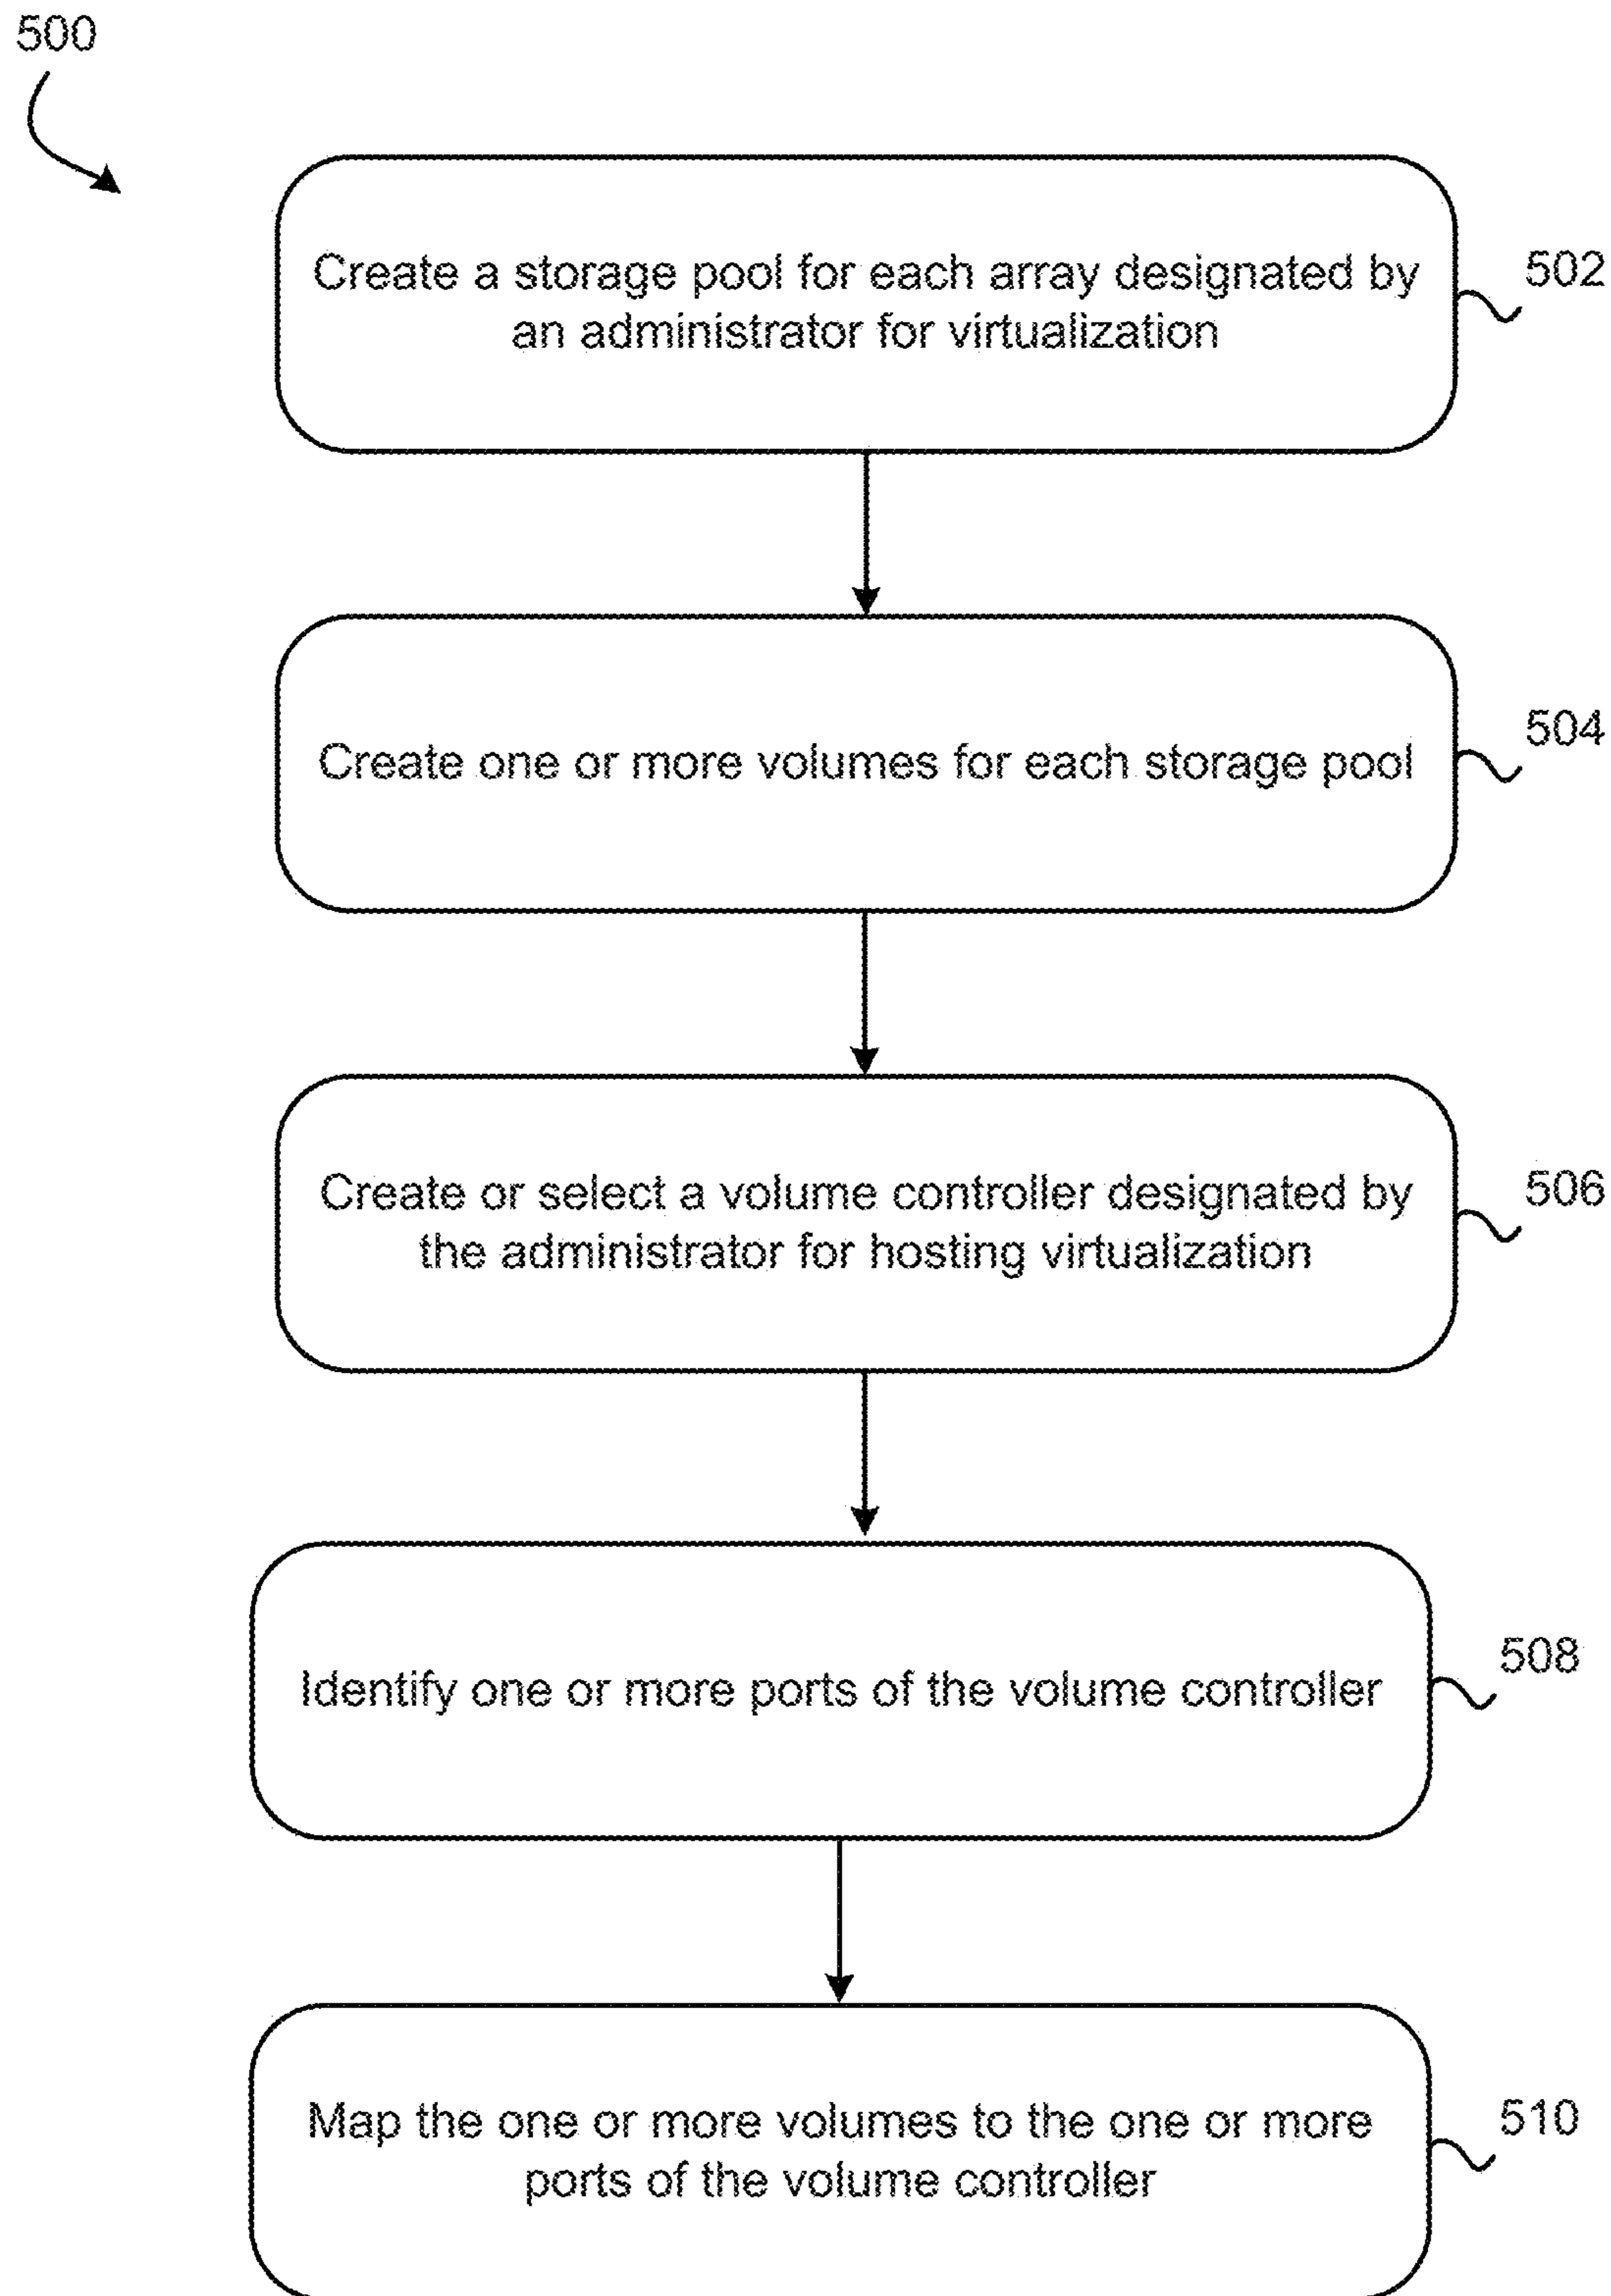 500
Create a storage pool for each array designated by
an administrator for virtualization
502
Create one or more volumes for each storage pool
504
Create or select a volume controller designated by
the administrator for hosting virtualization
506
Identify one or more ports of the volume controller
508
Map the one or more volumes to the one or more
ports of the volume controller
510